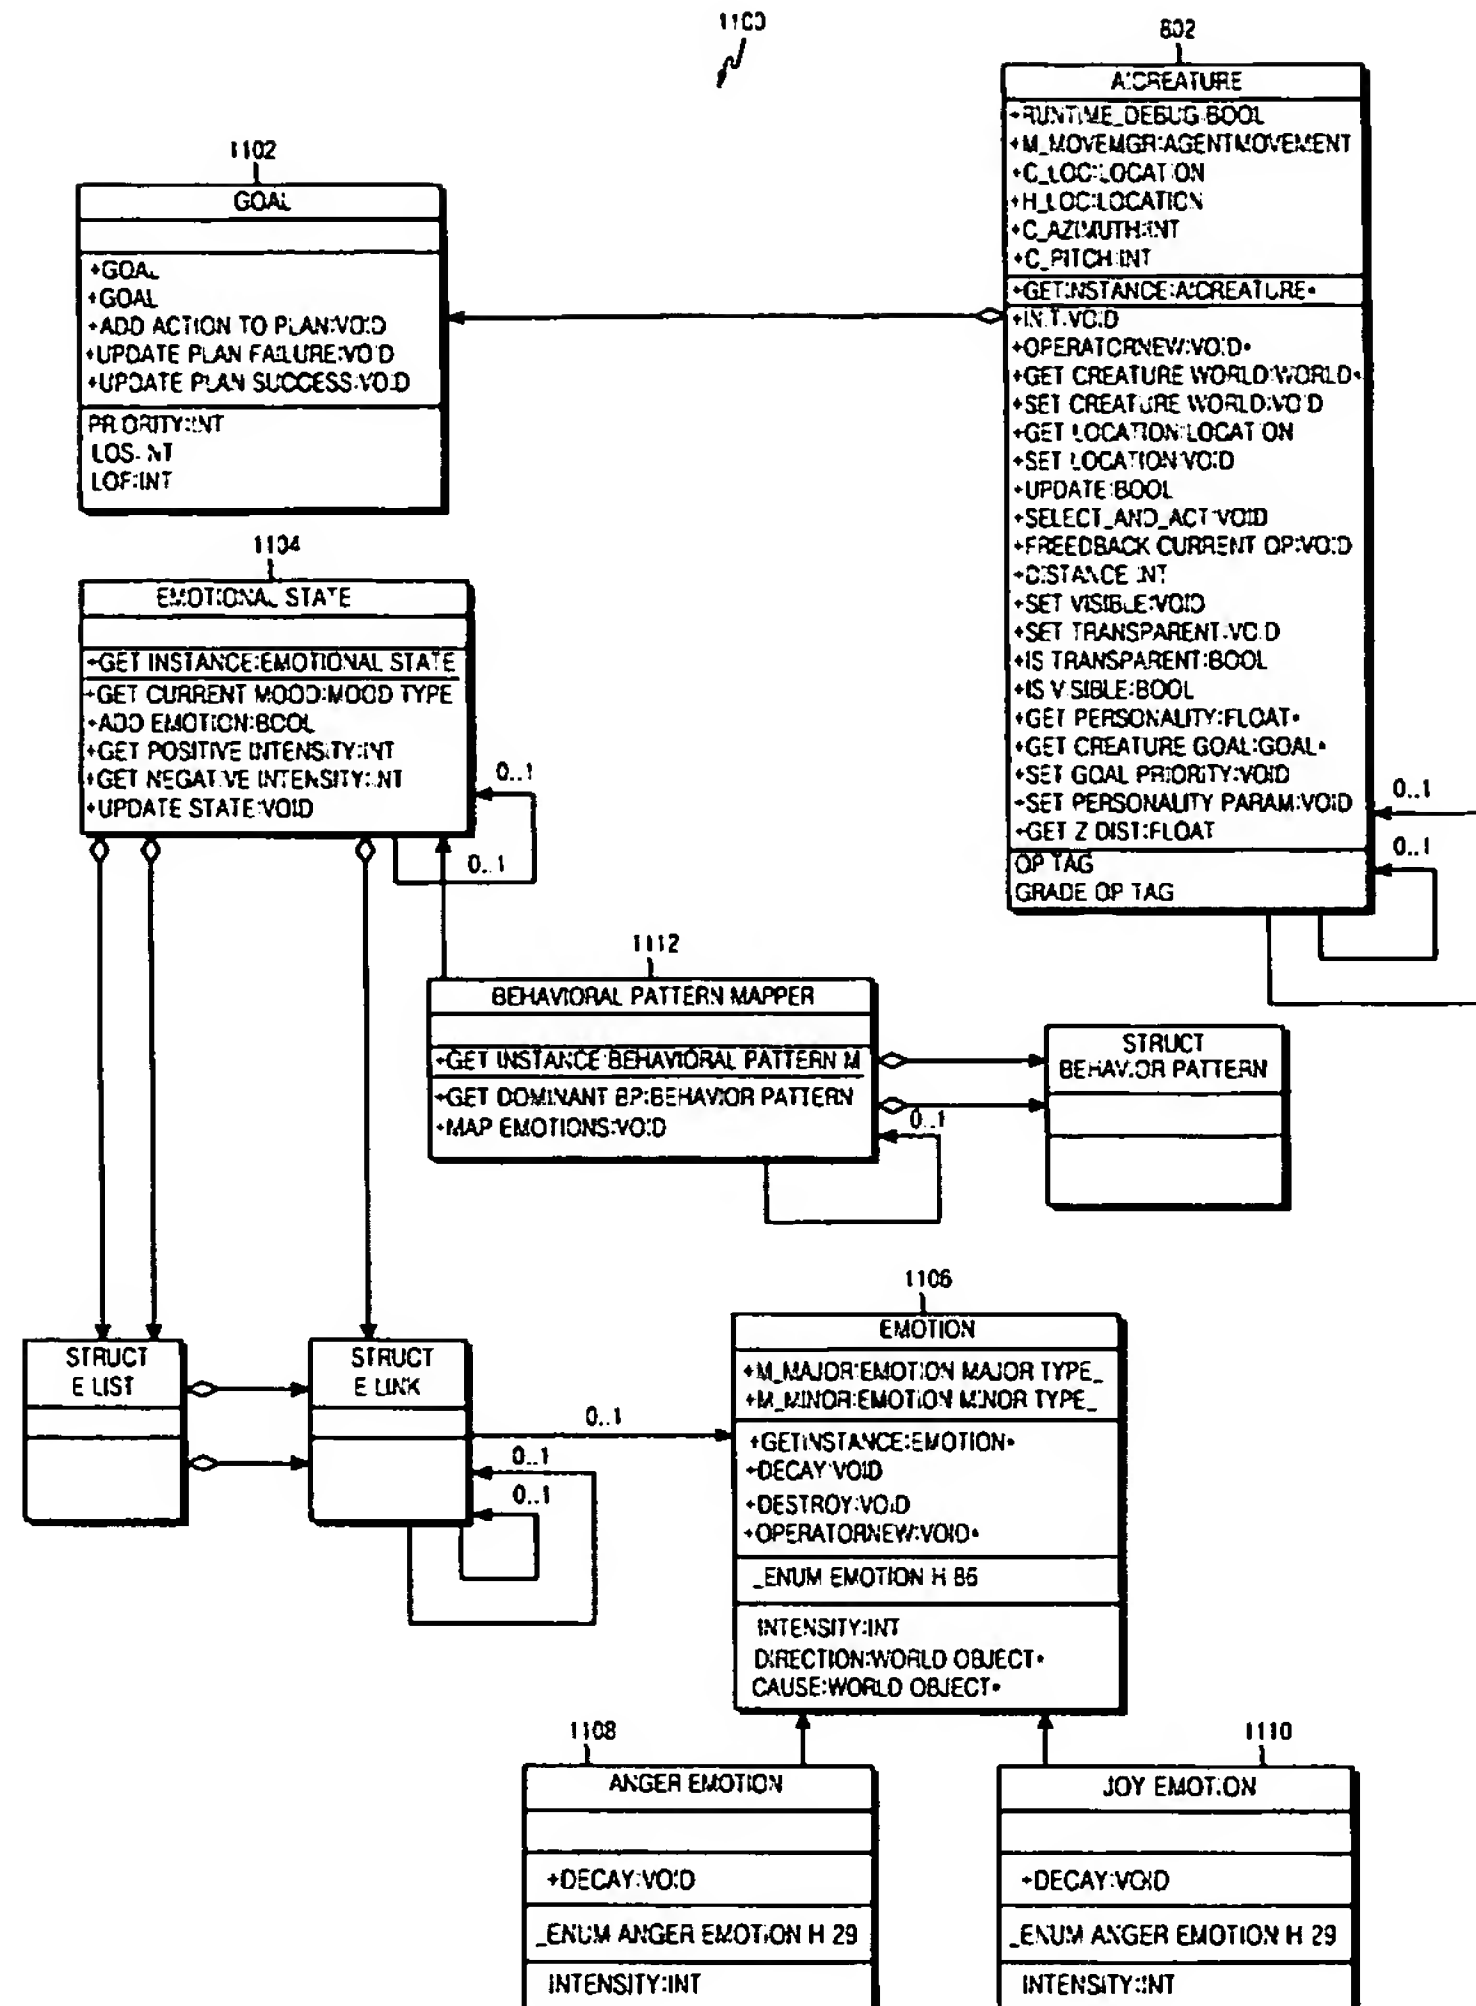 1100
802
AICREATURE
+RUNTIME_DEBUG:BOOL
+M_MOVEMGR:AGENTMOVEMENT
+C_LOC:LOCATION
+H_LOC:LOCATION
+C_AZIMUTH:INT
+C_PITCH:INT
+GETINSTANCE:AICREATURE*
+INIT:VOID
+OPERATORNEW:VOID*
+GET CREATURE WORLD:WORLD*
+SET CREATURE WORLD:VOID
+GET LOCATION:LOCATION
+SET LOCATION:VOID
+UPDATE:BOOL
+SELECT_AND_ACT:VOID
+FREEDBACK CURRENT OP:VOID
+DISTANCE:INT
+SET VISIBLE:VOID
+SET TRANSPARENT:VOID
+IS TRANSPARENT:BOOL
+IS VISIBLE:BOOL
+GET PERSONALITY:FLOAT*
+GET CREATURE GOAL:GOAL*
+SET GOAL PRIORITY:VOID
+SET PERSONALITY PARAM:VOID
+GET Z DIST:FLOAT
OP TAG
GRADE OP TAG
0..1
0..1
1102
GOAL
+GOAL
+GOAL
+ADD ACTION TO PLAN:VOID
+UPDATE PLAN FAILURE:VOID
+UPDATE PLAN SUCCESS:VOID
PRIORITY:INT
LOS:INT
LOF:INT
1104
EMOTIONAL STATE
+GET INSTANCE:EMOTIONAL STATE
+GET CURRENT MOOD:MOOD TYPE
+ADD EMOTION:BOOL
+GET POSITIVE INTENSITY:INT
+GET NEGATIVE INTENSITY:INT
+UPDATE STATE:VOID
0..1
0..1
1112
BEHAVIORAL PATTERN MAPPER
+GET INSTANCE:BEHAVIORAL PATTERN M
+GET DOMINANT BP:BEHAVIOR PATTERN
+MAP EMOTIONS:VOID
0..1
STRUCT
BEHAVIOR PATTERN
STRUCT
E LIST
STRUCT
E LINK
0..1
0..1
0..1
1106
EMOTION
+M_MAJOR:EMOTION MAJOR TYPE_
+M_MINOR:EMOTION MINOR TYPE_
+GETINSTANCE:EMOTION*
+DECAY:VOID
+DESTROY:VOID
+OPERATORNEW:VOID*
_ENUM EMOTION H 86
INTENSITY:INT
DIRECTION:WORLD OBJECT*
CAUSE:WORLD OBJECT*
1108
ANGER EMOTION
+DECAY:VOID
_ENUM ANGER EMOTION H 29
INTENSITY:INT
1110
JOY EMOTION
+DECAY:VOID
_ENUM ANGER EMOTION H 29
INTENSITY:INT